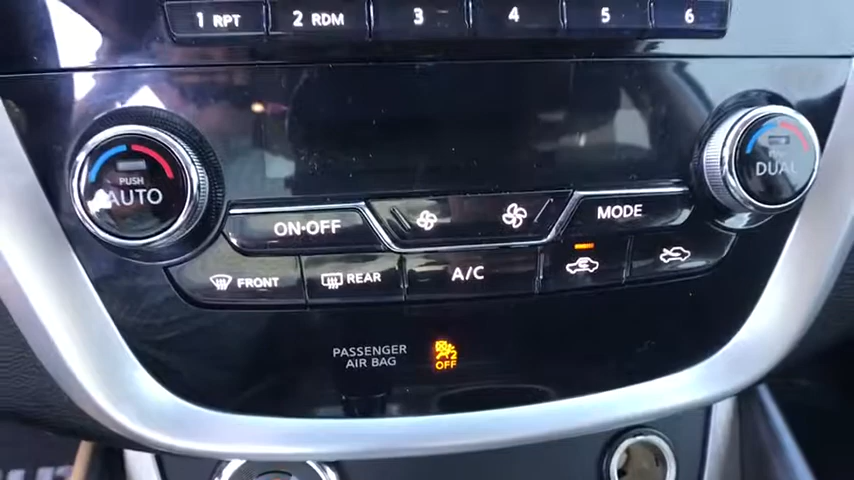 1 RPT 2 RDM 3 4 5 6
PUSH
AUTO
DUAL
ON·OFF MODE
FRONT REAR A/C
PASSENGER
AIR BAG
2
OFF